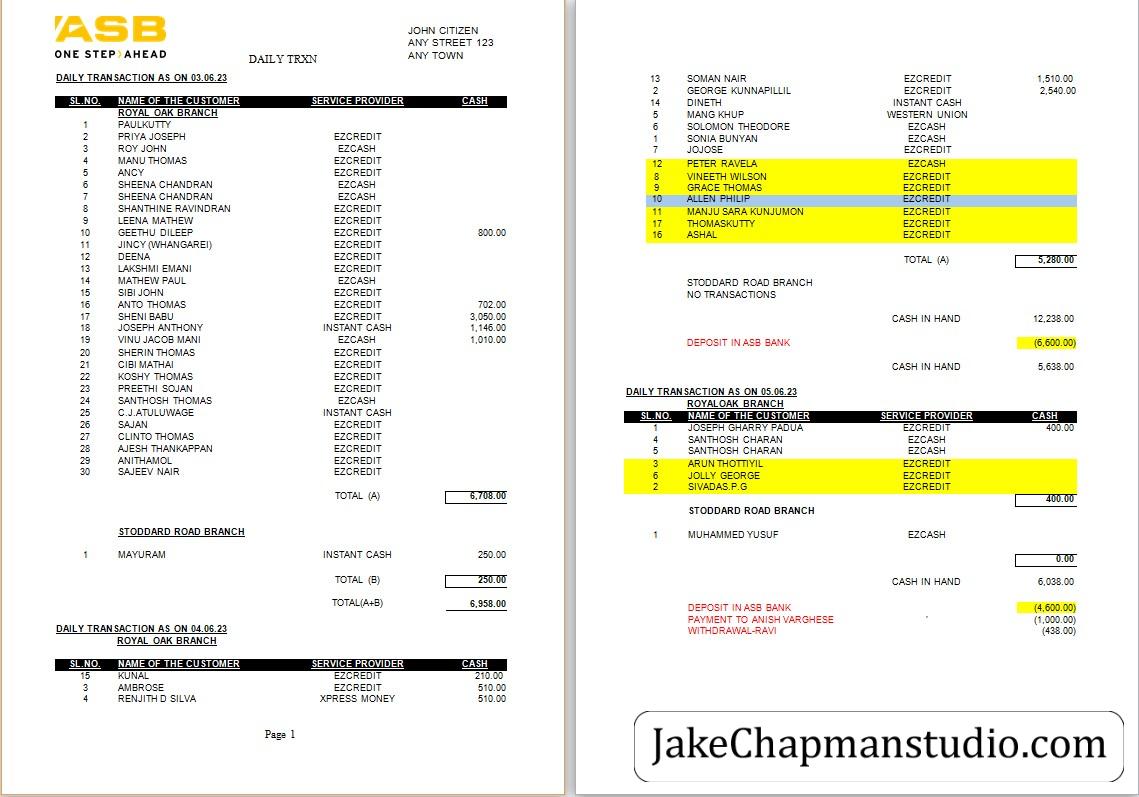 ASB
ONE STEP AHEAD
DAILY TRXN
JOHN CITIZEN
ANY STREET 123
ANY TOWN
DAILY TRANSACTION AS ON 03.06.23
SL.NO. NAME OF THE CUSTOMER SERVICE PROVIDER CASH
ROYAL OAK BRANCH
1 PAULKUTTY
2 PRIYA JOSEPH EZCREDIT
3 ROY JOHN EZCASH
4 MANU THOMAS EZCREDIT
5 ANCY EZCREDIT
6 SHEENA CHANDRAN EZCASH
7 SHEENA CHANDRAN EZCASH
8 SHANTHINE RAVINDRAN EZCREDIT
9 LEENA MATHEW EZCREDIT
10 GEETHU DILEEP EZCREDIT 800.00
11 JINCY (WHANGAREI) EZCREDIT
12 DEENA EZCREDIT
13 LAKSHMI EMANI EZCREDIT
14 MATHEW PAUL EZCASH
15 SIBI JOHN EZCREDIT
16 ANTO THOMAS EZCREDIT 702.00
17 SHENI BABU EZCREDIT 3,050.00
18 JOSEPH ANTHONY INSTANT CASH 1,146.00
19 VINU JACOB MANI EZCASH 1,010.00
20 SHERIN THOMAS EZCREDIT
21 CIBI MATHAI EZCREDIT
22 KOSHY THOMAS EZCREDIT
23 PREETHI SOJAN EZCREDIT
24 SANTHOSH THOMAS EZCASH
25 C.J.ATULUWAGE INSTANT CASH
26 SAJAN EZCREDIT
27 CLINTO THOMAS EZCREDIT
28 AJESH THANKAPPAN EZCREDIT
29 ANITHAMOL EZCREDIT
30 SAJEEV NAIR EZCREDIT
TOTAL (A) 6,708.00
STODDARD ROAD BRANCH
1 MAYURAM INSTANT CASH 250.00
TOTAL (B) 250.00
TOTAL(A+B) 6,958.00
DAILY TRANSACTION AS ON 04.06.23
ROYAL OAK BRANCH
SL.NO. NAME OF THE CUSTOMER SERVICE PROVIDER CASH
15 KUNAL EZCREDIT 210.00
3 AMBROSE EZCREDIT 510.00
4 RENJITH D SILVA XPRESS MONEY 510.00
Page 1
13 SOMAN NAIR EZCREDIT 1,510.00
2 GEORGE KUNNAPILLIL EZCREDIT 2,540.00
14 DINETH INSTANT CASH
5 MANG KHUP WESTERN UNION
6 SOLOMON THEODORE EZCASH
1 SONIA BUNYAN EZCASH
7 JOJOSE EZCREDIT
12 PETER RAVELA EZCASH
8 VINEETH WILSON EZCREDIT
9 GRACE THOMAS EZCREDIT
10 ALLEN PHILIP EZCREDIT
11 MANJU SARA KUNJUMON EZCREDIT
17 THOMASKUTTY EZCREDIT
16 ASHAL EZCREDIT
TOTAL (A) 5,280.00
STODDARD ROAD BRANCH
NO TRANSACTIONS
CASH IN HAND 12,238.00
DEPOSIT IN ASB BANK (6,600.00)
CASH IN HAND 5,638.00
DAILY TRANSACTION AS ON 05.06.23
ROYALOAK BRANCH
SL.NO. NAME OF THE CUSTOMER SERVICE PROVIDER CASH
1 JOSEPH GHARRY PADUA EZCREDIT 400.00
4 SANTHOSH CHARAN EZCASH
5 SANTHOSH CHARAN EZCASH
3 ARUN THOTTIYIL EZCREDIT
6 JOLLY GEORGE EZCREDIT
2 SIVADAS.P.G EZCREDIT
400.00
STODDARD ROAD BRANCH
1 MUHAMMED YUSUF EZCASH
0.00
CASH IN HAND 6,038.00
DEPOSIT IN ASB BANK (4,600.00)
PAYMENT TO ANISH VARGHESE ' (1,000.00)
WITHDRAWAL-RAVI (438.00)
JakeChapmanstudio.com